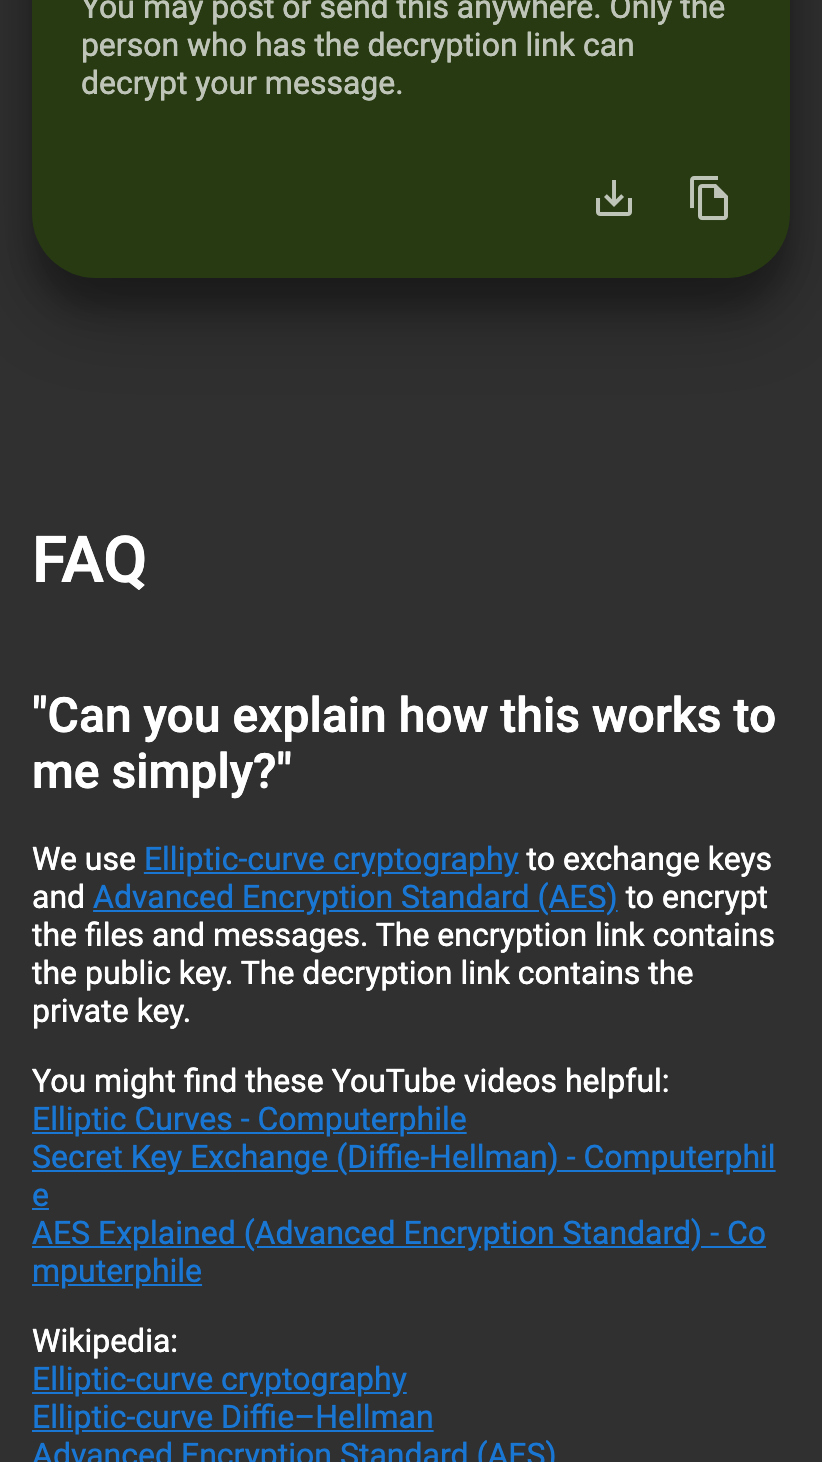 You may post or send this anywhere. Only the
person who has the decryption link can
decrypt your message.
FAQ
"Can you explain how this works to
me simply?"
We use Elliptic-curve cryptography to exchange keys
and Advanced Encryption Standard (AES) to encrypt
the files and messages. The encryption link contains
the public key. The decryption link contains the
private key.
You might find these YouTube videos helpful:
Elliptic Curves - Computerphile
Secret Key Exchange (Diffie-Hellman) - Computerphil
e
AES Explained (Advanced Encryption Standard) - Co
mputerphile
Wikipedia:
Elliptic-curve cryptography
Elliptic-curve Diffie–Hellman
Advanced Encryption Standard (AES)